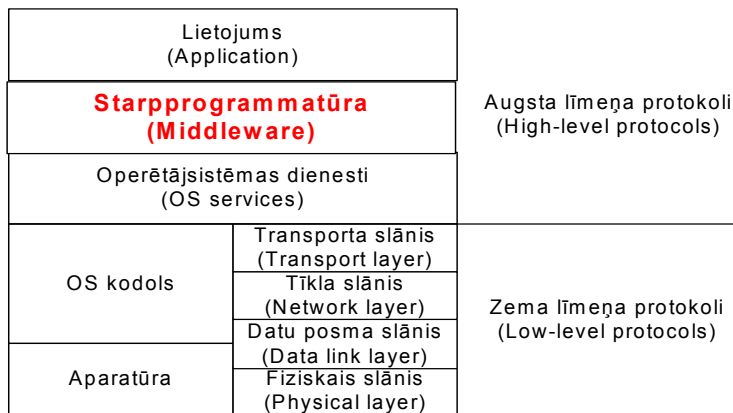 Lietojums
(Application)
Starpprogrammatūra
(Middleware)
Augsta līmeņa protokoli
(High-level protocols)
Operētājsistēmas dienesti
(OS services)
OS kodols
Transporta slānis
(Transport layer)
Tīkla slānis
(Network layer)
Datu posma slānis
(Data link layer)
Zema līmeņa protokoli
(Low-level protocols)
Aparatūra
Fiziskais slānis
(Physical layer)